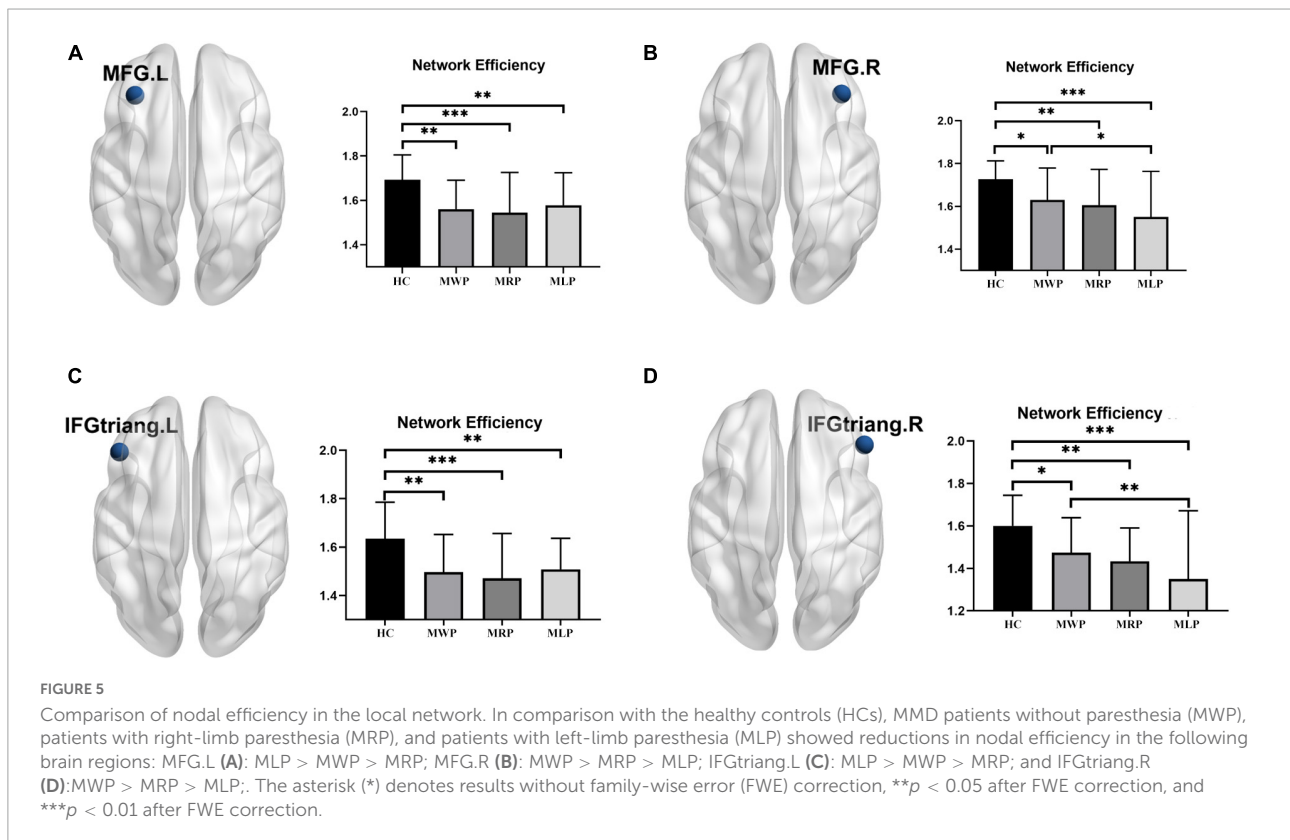 A
MFG.L
Network Efficiency
2.0
1.8
1.6
1.4
**
***
**
HC MWP MRP MLP
B
MFG.R
Network Efficiency
2.0
1.8
1.6
1.4
***
**
* *
HC MWP MRP MLP
C
IFGtriang.L
Network Efficiency
2.0
1.8
1.6
1.4
**
***
**
HC MWP MRP MLP
D
IFGtriang.R
Network Efficiency
2.0
1.8
1.6
1.4
1.2
***
**
*
**
HC MWP MRP MLP
FIGURE 5
Comparison of nodal efficiency in the local network. In comparison with the healthy controls (HCs), MMD patients without paresthesia (MWP),
patients with right-limb paresthesia (MRP), and patients with left-limb paresthesia (MLP) showed reductions in nodal efficiency in the following
brain regions: MFG.L (A): MLP > MWP > MRP; MFG.R (B): MWP > MRP > MLP; IFGtriang.L (C): MLP > MWP > MRP; and IFGtriang.R
(D):MWP > MRP > MLP;. The asterisk (*) denotes results without family-wise error (FWE) correction, **p < 0.05 after FWE correction, and
***p < 0.01 after FWE correction.